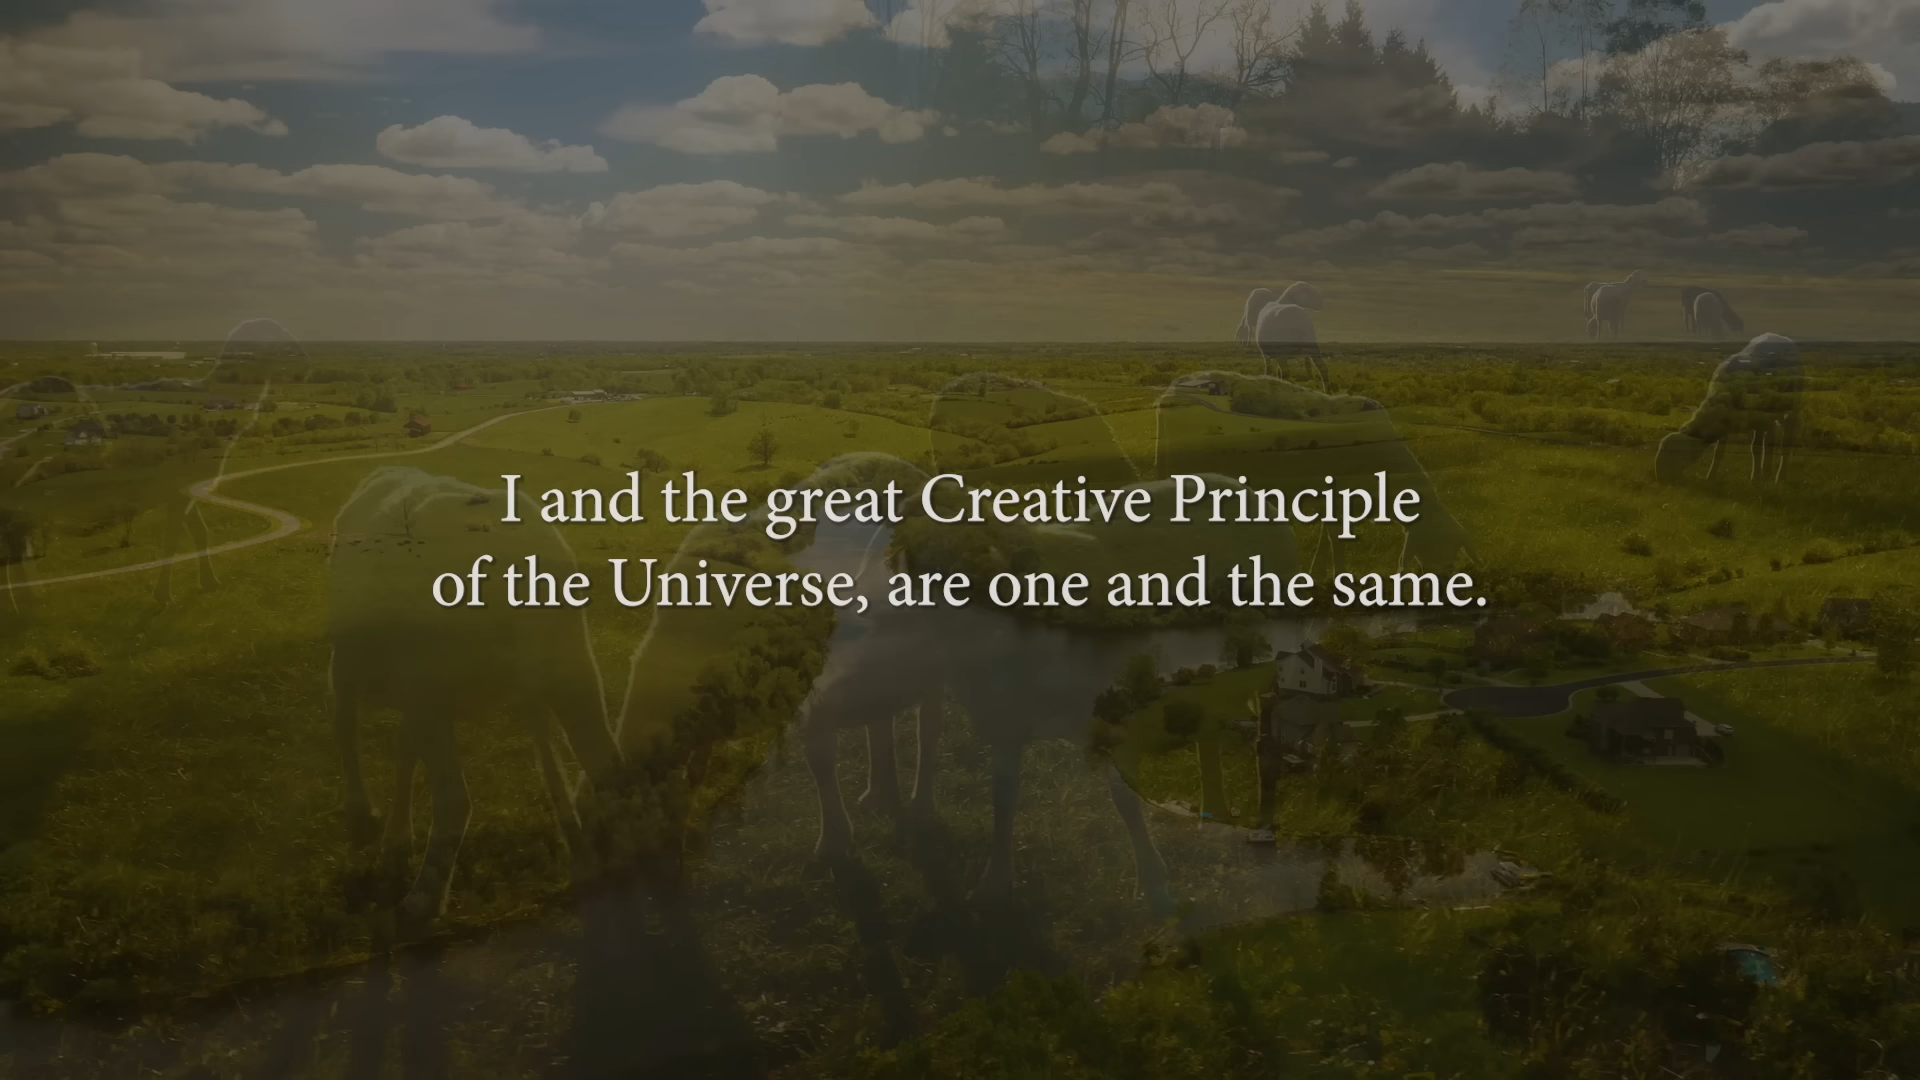 I and the great Creative Principle
of the Universe, are one and the same.